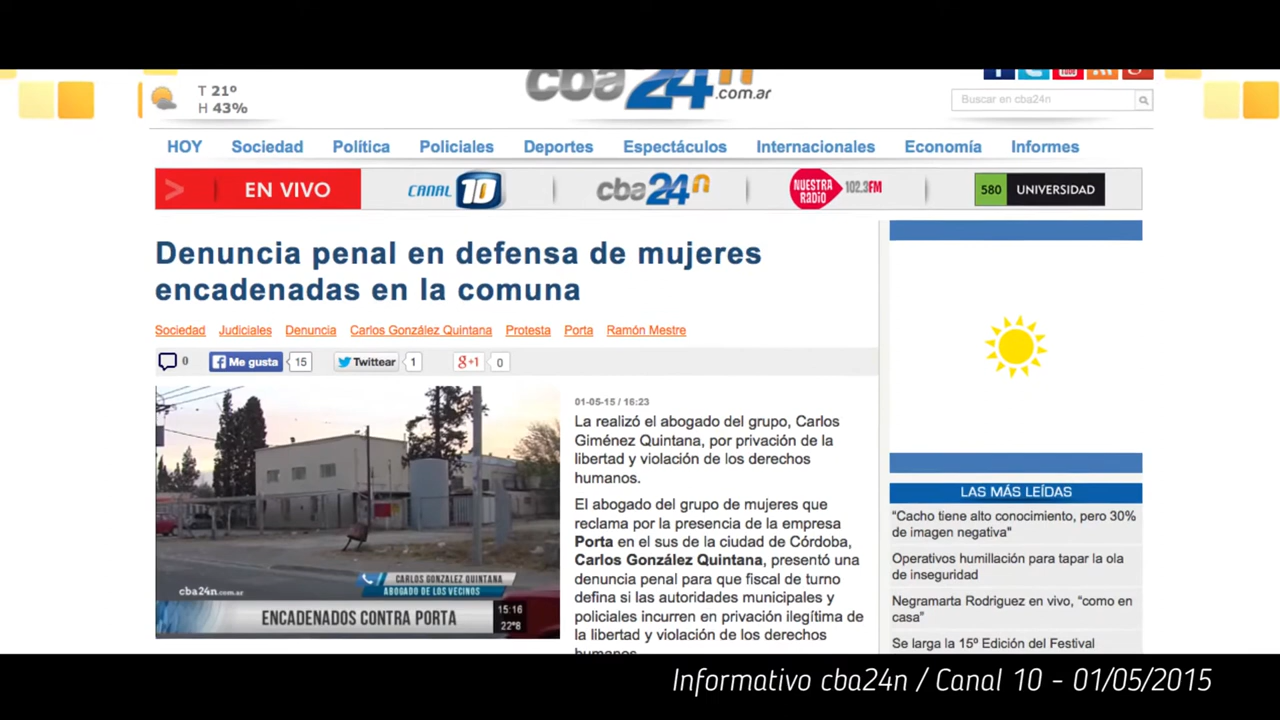 T 21º
H 43%
cba24n
.com.ar
Buscar en cba24n
HOY Sociedad Política Policiales Deportes Espectáculos Internacionales Economía Informes
> EN VIVO CANAL 10 cba24n NUESTRA RADIO 102.3FM 580 UNIVERSIDAD
Denuncia penal en defensa de mujeres
encadenadas en la comuna
Sociedad Judiciales Denuncia Carlos González Quintana Protesta Porta Ramón Mestre
0 Me gusta 15 Twittear 1 g+1 0
01-05-15 / 16:23
La realizó el abogado del grupo, Carlos
Giménez Quintana, por privación de la
libertad y violación de los derechos
humanos.
El abogado del grupo de mujeres que
reclama por la presencia de la empresa
Porta en el sus de la ciudad de Córdoba,
Carlos González Quintana, presentó una
denuncia penal para que fiscal de turno
defina si las autoridades municipales y
policiales incurren en privación ilegítima de
la libertad y violación de los derechos
humanos.
cba24n.com.ar
CARLOS GONZALEZ QUINTANA
ABOGADO DE LOS VECINOS
ENCADENADOS CONTRA PORTA
15:16
22°8
LAS MÁS LEÍDAS
"Cacho tiene alto conocimiento, pero 30%
de imagen negativa"
Operativos humillación para tapar la ola
de inseguridad
Negramarta Rodriguez en vivo, “como en
casa”
Se larga la 15º Edición del Festival
Informativo cba24n / Canal 10 - 01/05/2015